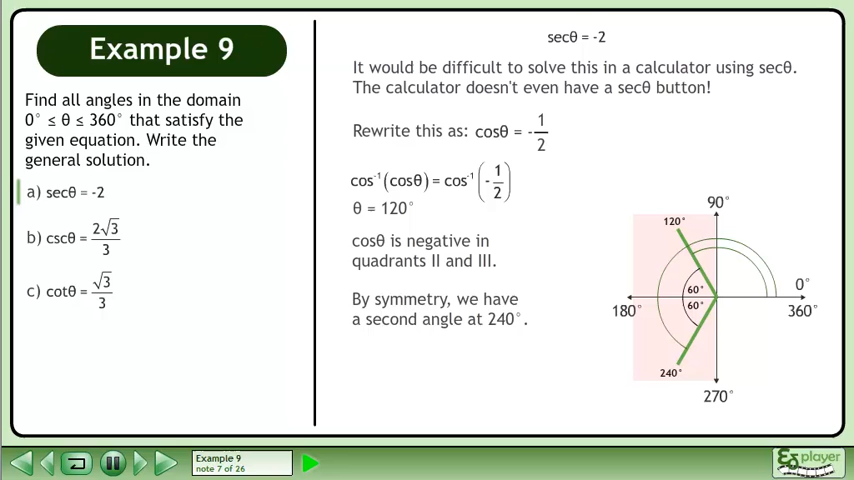 Example 9
Find all angles in the domain
0° ≤ θ ≤ 360° that satisfy the
given equation. Write the
general solution.
a) secθ = -2
b) cscθ = 2√3/3
c) cotθ = √3/3
secθ = -2
It would be difficult to solve this in a calculator using secθ.
The calculator doesn't even have a secθ button!
Rewrite this as: cosθ = -1/2
cos⁻¹(cosθ) = cos⁻¹(-1/2)
θ = 120°
cosθ is negative in
quadrants II and III.
By symmetry, we have
a second angle at 240°.
90°
120°
60°
0°
60°
180°
360°
240°
270°
Example 9
note 7 of 26
player